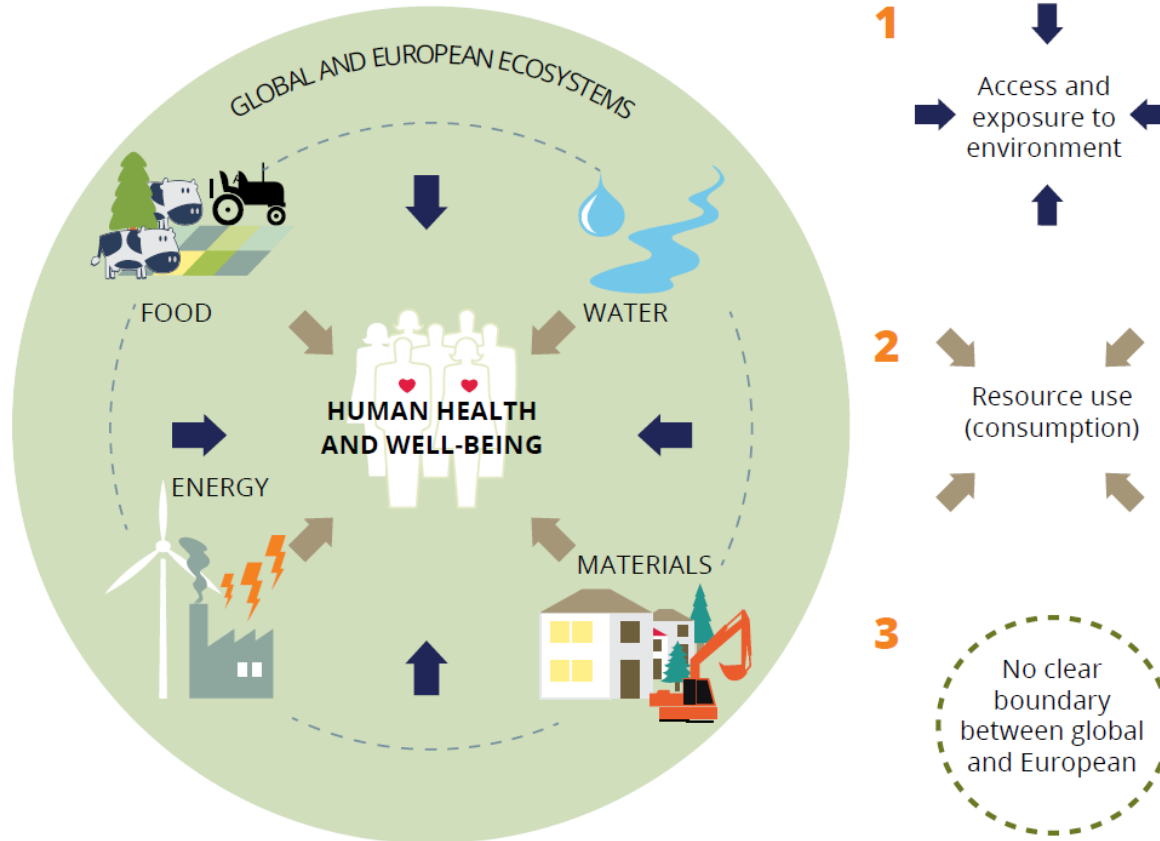 GLOBAL AND EUROPEAN ECOSYSTEMS
FOOD
WATER
HUMAN HEALTH
AND WELL-BEING
ENERGY
MATERIALS
1
Access and
exposure to
environment
2
Resource use
(consumption)
3
No clear
boundary
between global
and European